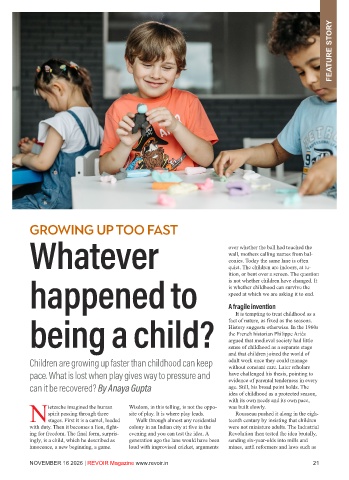 FEATURE STORY
GROWING UP TOO FAST
Whatever
happened to
being a child?
Children are growing up faster than childhood can keep
pace. What is lost when play gives way to pressure and
can it be recovered? By Anaya Gupta
Nietzsche imagined the human
spirit passing through three
stages. First it is a camel, loaded
with duty. Then it becomes a lion, fight-
ing for freedom. The final form, surpris-
ingly, is a child, which he described as
innocence, a new beginning, a game.
Wisdom, in this telling, is not the oppo-
site of play. It is where play leads.
Walk through almost any residential
colony in an Indian city at five in the
evening and you can test the idea. A
generation ago the lane would have been
loud with improvised cricket, arguments
over whether the ball had touched the
wall, mothers calling names from bal-
conies. Today the same lane is often
quiet. The children are indoors, at tu-
ition, or bent over a screen. The question
is not whether children have changed. It
is whether childhood can survive the
speed at which we are asking it to end.
A fragile invention
It is tempting to treat childhood as a
fact of nature, as fixed as the seasons.
History suggests otherwise. In the 1960s
the French historian Philippe Ariès
argued that medieval society had little
sense of childhood as a separate stage
and that children joined the world of
adult work once they could manage
without constant care. Later scholars
have challenged his thesis, pointing to
evidence of parental tenderness in every
age. Still, his broad point holds. The
idea of childhood as a protected season,
with its own needs and its own pace,
was built slowly.
Rousseau pushed it along in the eigh-
teenth century by insisting that children
were not miniature adults. The Industrial
Revolution then tested the idea brutally,
sending six-year-olds into mills and
mines, until reformers and laws such as
NOVEMBER 16 2026 | REVOIR Magazine www.revoir.in
21